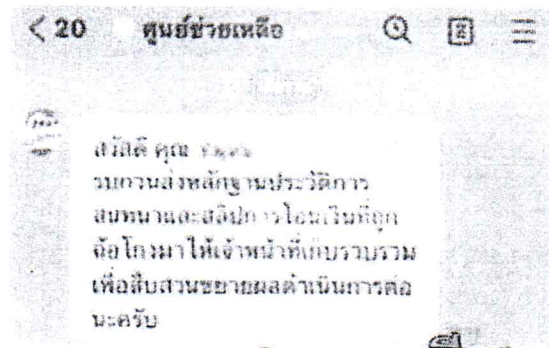 20 ศูนย์ช่วยเหลือ
สวัสดี คุณ
รบกวนส่งหลักฐานประวัติการ
สนทนาและสลิปการโอนเงินที่ถูก
ฉ้อโกงมาให้เจ้าหน้าที่เก็บรวบรวม
เพื่อสืบสวนขยายผลดำเนินการต่อ
นะครับ